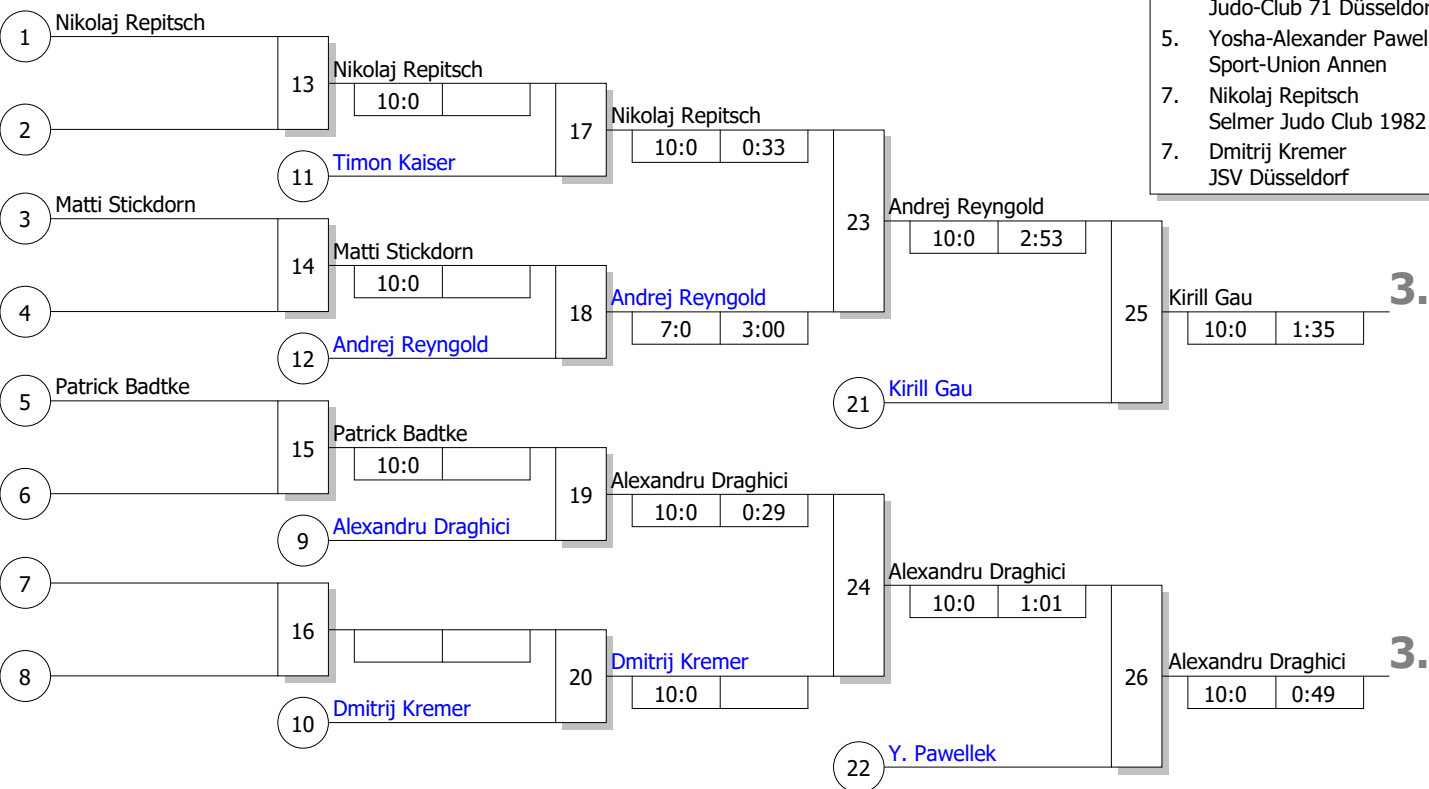 Judo-Club 71 Düsseldor
5. Yosha-Alexander Pawel
Sport-Union Annen
7. Nikolaj Repitsch
Selmer Judo Club 1982
7. Dmitrij Kremer
JSV Düsseldorf
1 Nikolaj Repitsch
2
13 Nikolaj Repitsch
10:0
11 Timon Kaiser
17 Nikolaj Repitsch
10:0 0:33
3 Matti Stickdorn
4
14 Matti Stickdorn
10:0
12 Andrej Reyngold
18 Andrej Reyngold
7:0 3:00
23 Andrej Reyngold
10:0 2:53
21 Kirill Gau
25 Kirill Gau 3.
10:0 1:35
5 Patrick Badtke
6
15 Patrick Badtke
10:0
9 Alexandru Draghici
19 Alexandru Draghici
10:0 0:29
7
8
16
10 Dmitrij Kremer
20 Dmitrij Kremer
10:0
24 Alexandru Draghici
10:0 1:01
22 Y. Pawellek
26 Alexandru Draghici 3.
10:0 0:49